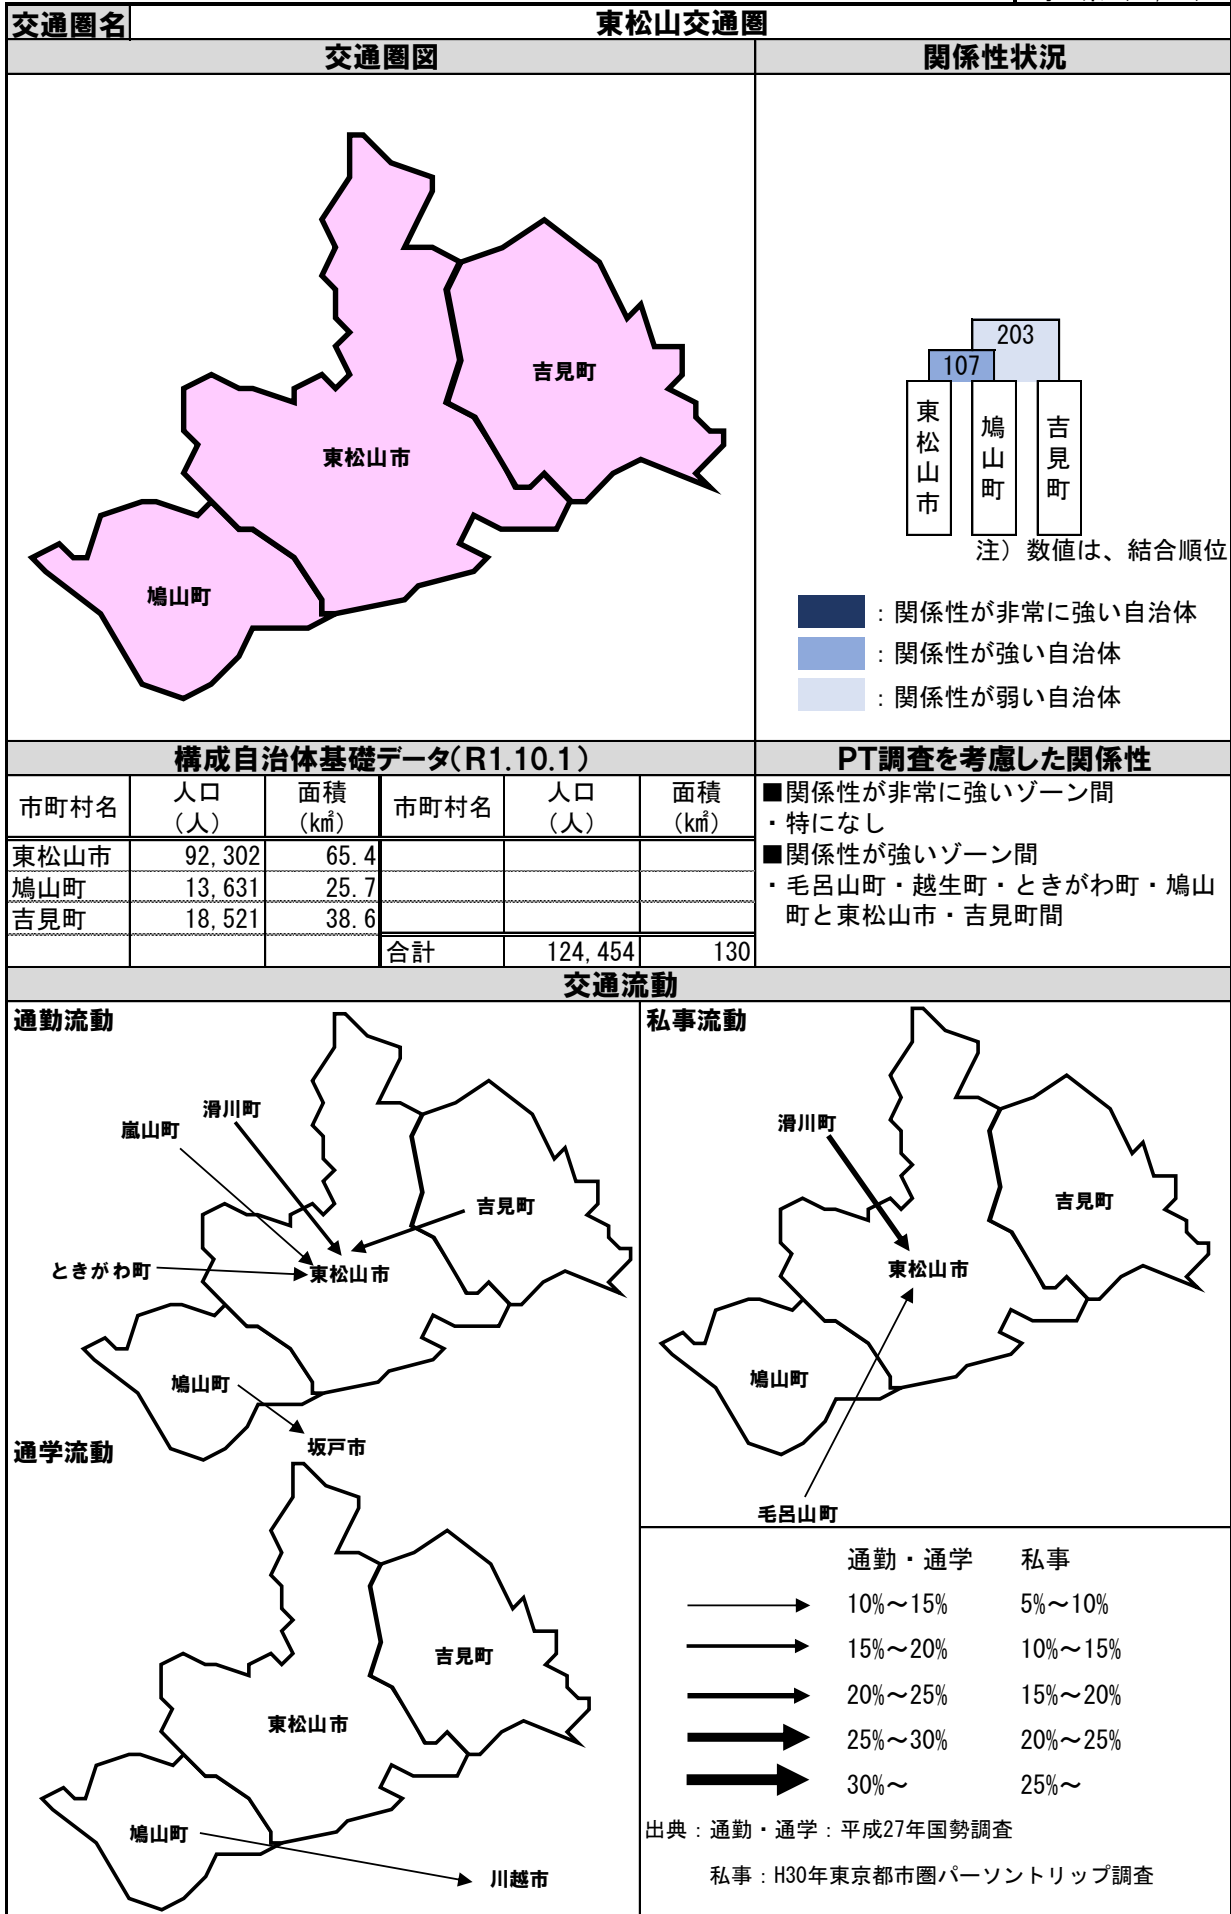 交通圏名
東松山交通圏
交通圏図
関係性状況
吉見町
東松山市
鳩山町
203
107
東松山市
鳩山町
吉見町
注）数値は、結合順位
：関係性が非常に強い自治体
：関係性が強い自治体
：関係性が弱い自治体
構成自治体基礎データ(R1.10.1)
市町村名 人口（人） 面積（㎢） 市町村名 人口（人） 面積（㎢）
東松山市 92,302 65.4
鳩山町 13,631 25.7
吉見町 18,521 38.6
合計 124,454 130
PT調査を考慮した関係性
■関係性が非常に強いゾーン間
・特になし
■関係性が強いゾーン間
・毛呂山町・越生町・ときがわ町・鳩山
町と東松山市・吉見町間
交通流動
通勤流動
滑川町
嵐山町
吉見町
ときがわ町
東松山市
鳩山町
坂戸市
私事流動
滑川町
吉見町
東松山市
鳩山町
毛呂山町
通学流動
吉見町
東松山市
鳩山町
川越市
通勤・通学 私事
10%～15% 5%～10%
15%～20% 10%～15%
20%～25% 15%～20%
25%～30% 20%～25%
30%～ 25%～
出典：通勤・通学：平成27年国勢調査
私事：H30年東京都市圏パーソントリップ調査